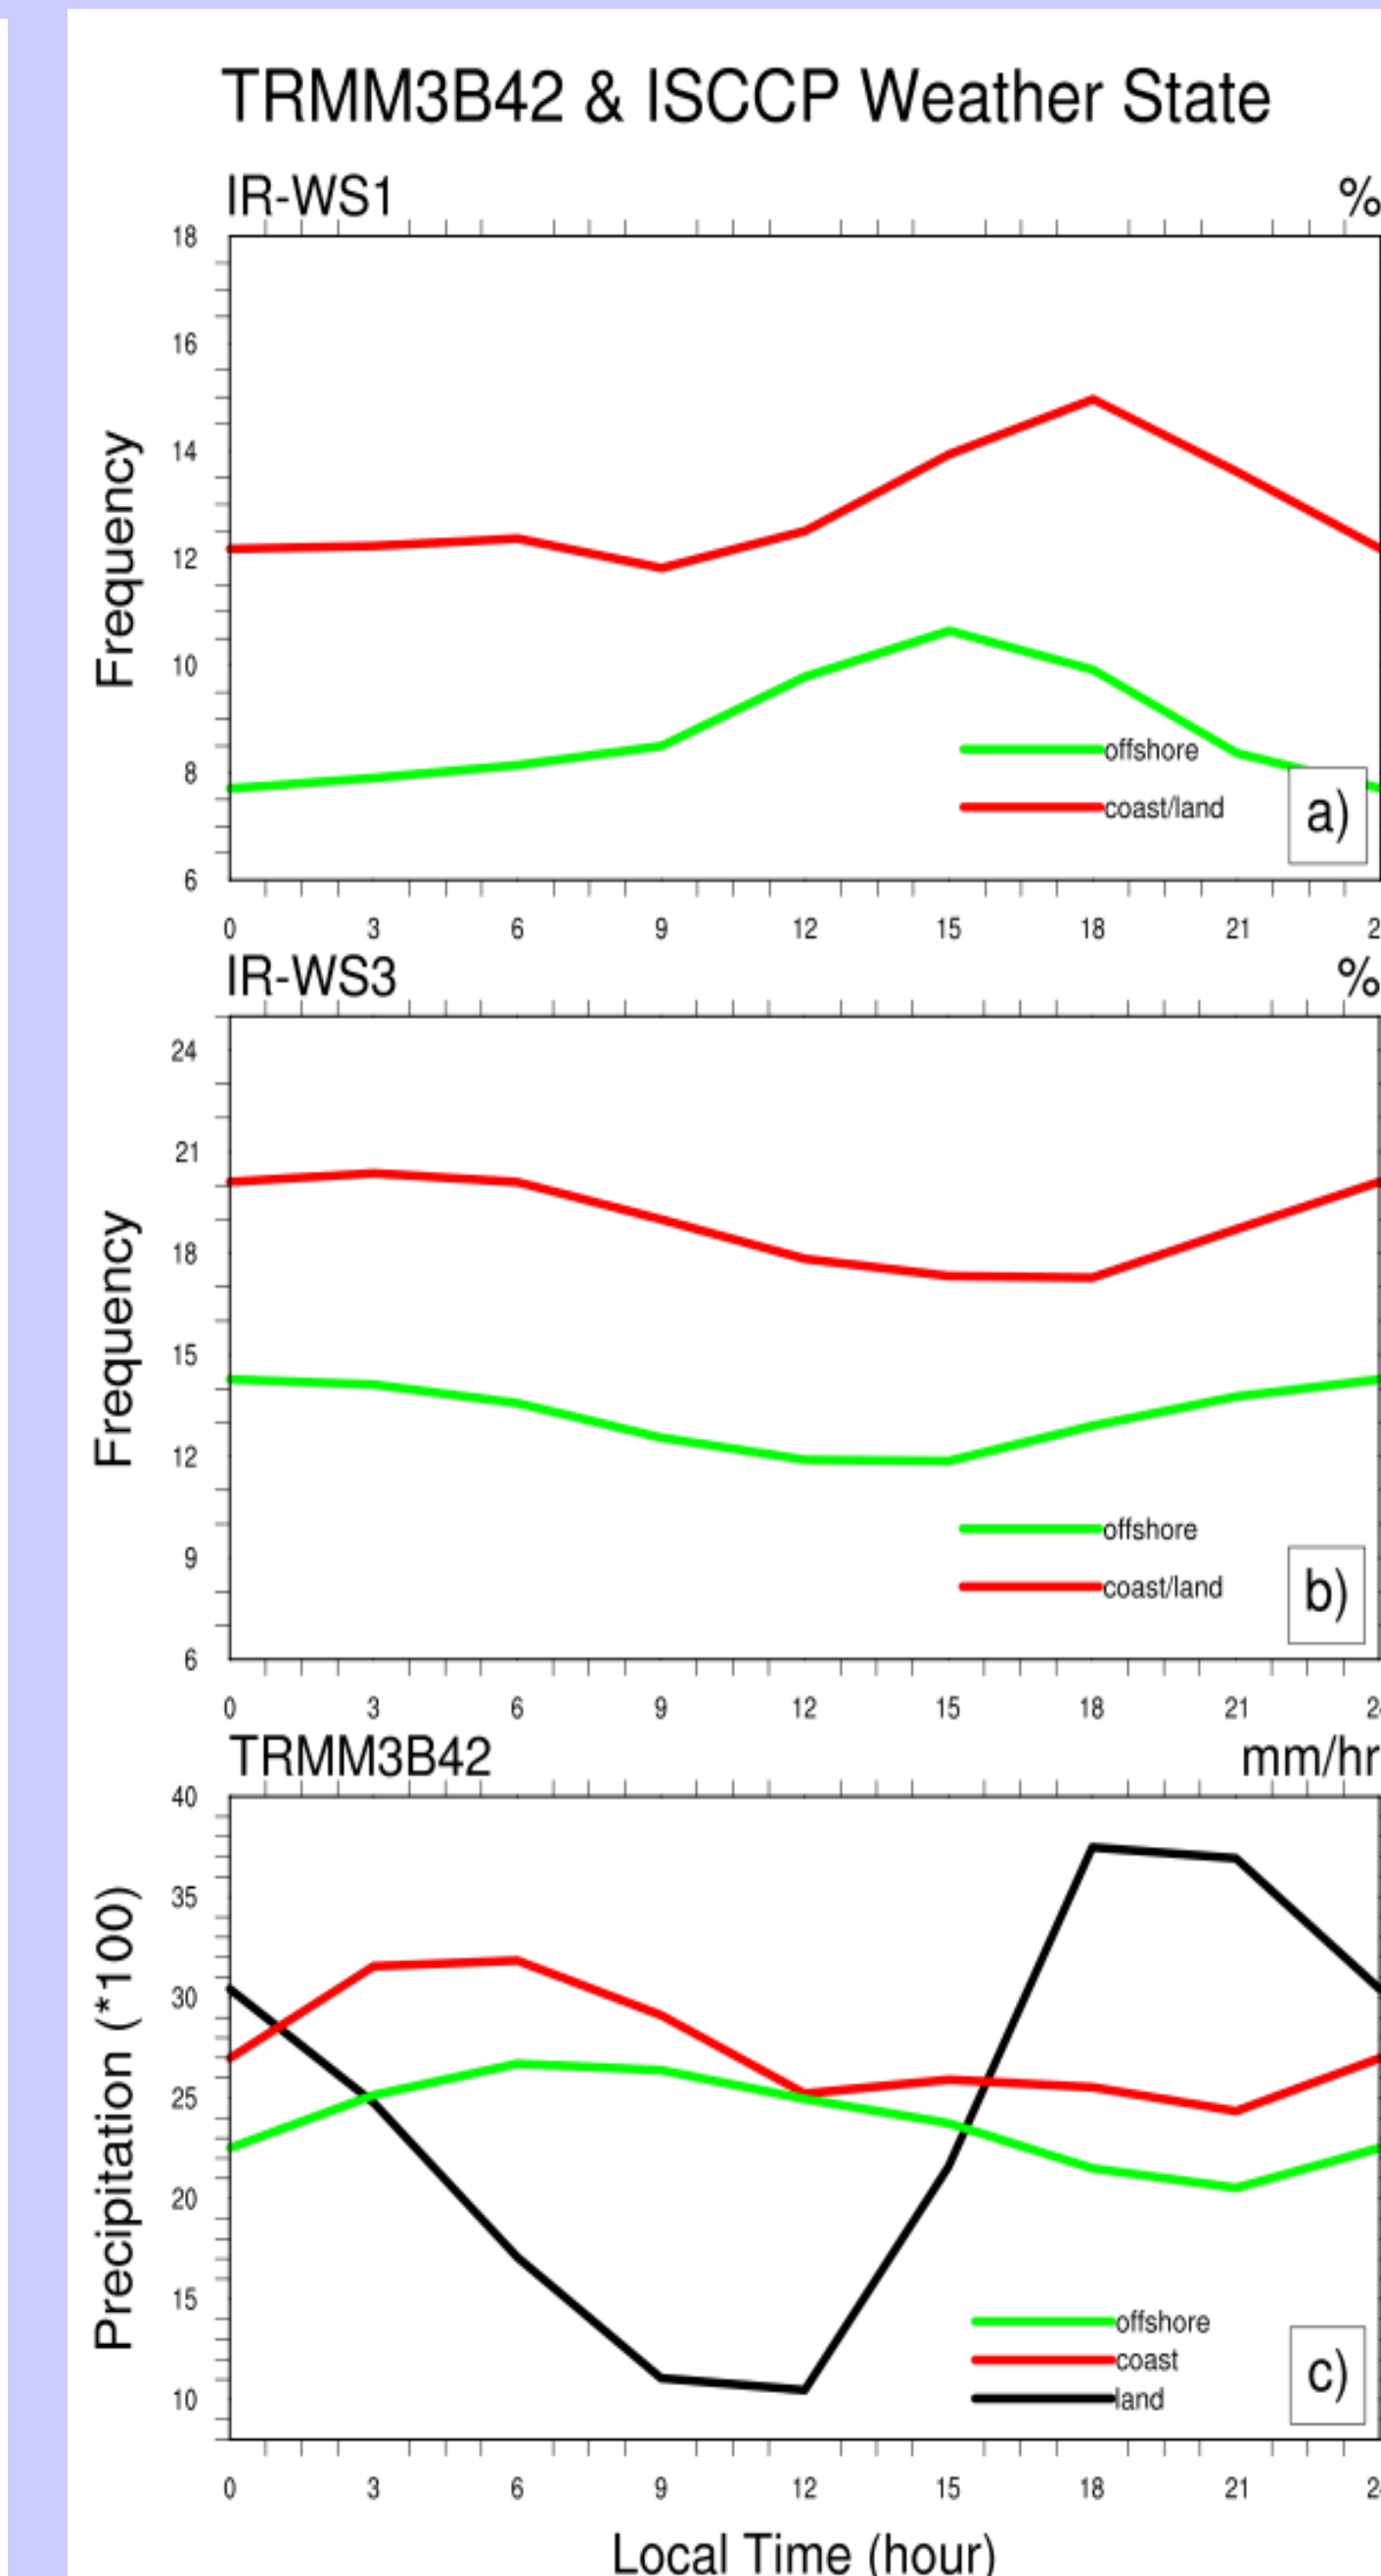 TRMM3B42 & ISCCP Weather State
IR-WS1 %
Frequency
18
16
14
12
10
8
6
offshore
coast/land
a)
0 3 6 9 12 15 18 21 2
IR-WS3 %
Frequency
24
21
18
15
12
9
6
offshore
coast/land
b)
0 3 6 9 12 15 18 21 2
TRMM3B42 mm/hr
Precipitation (*100)
40
35
30
25
20
15
10
offshore
coast
land
c)
0 3 6 9 12 15 18 21 2
Local Time (hour)